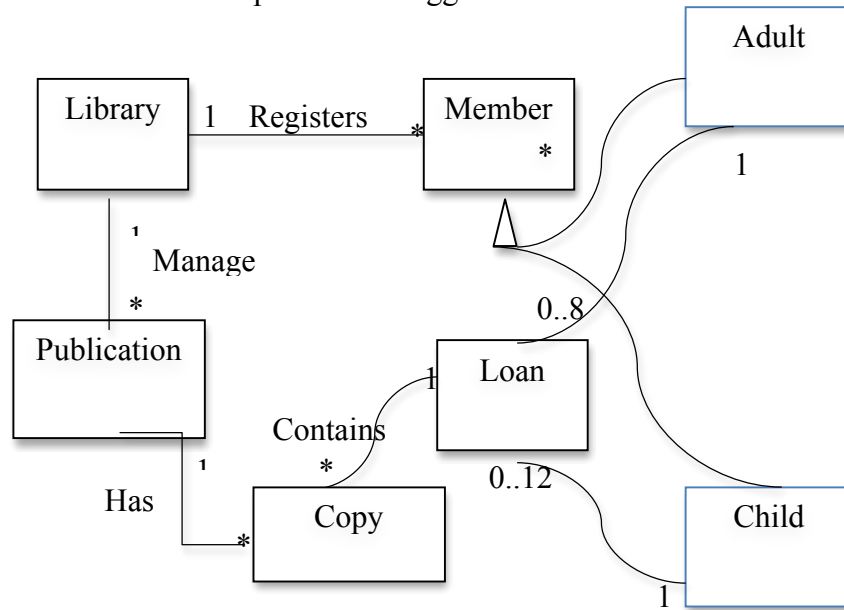 Adult
Library
1 Registers *
Member
*
1
1
Manage
*
0..8
Publication
Loan
1
Contains
*
1
0..12
Has
Copy
*
Child
1